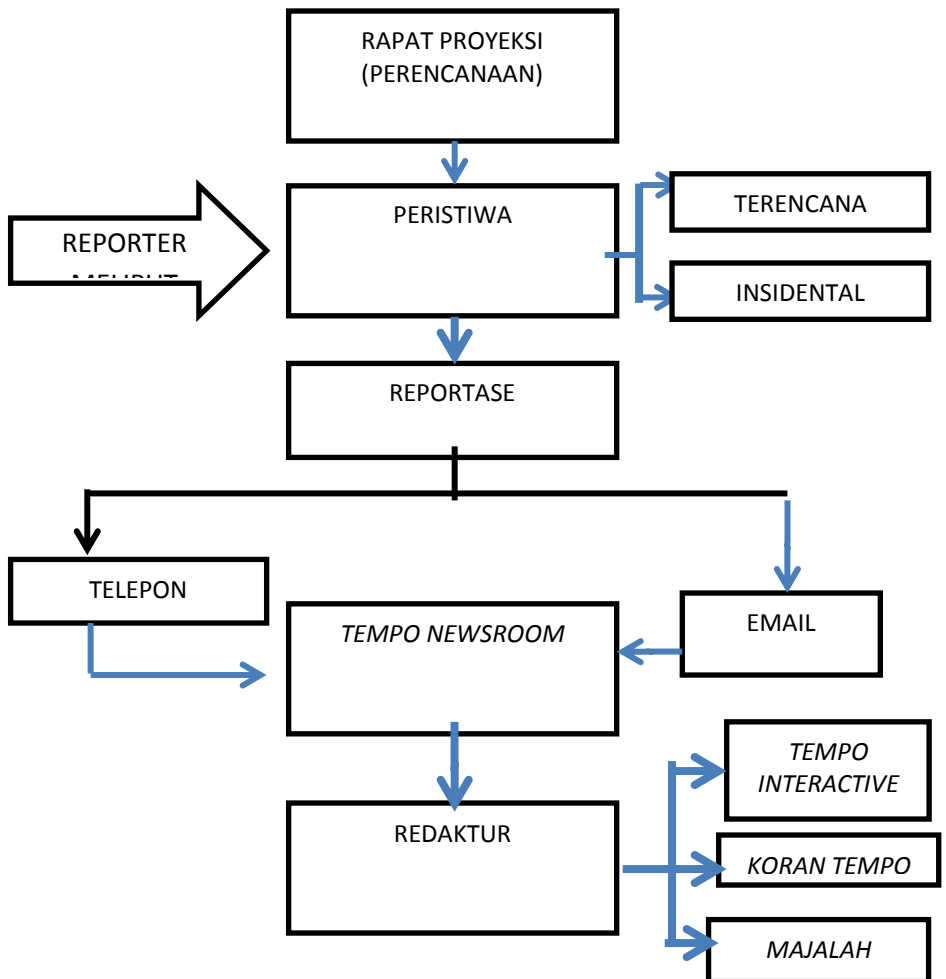 RAPAT PROYEKSI
(PERENCANAAN)
PERISTIWA
TERENCANA
REPORTER
INSIDENTAL
REPORTASE
TELEPON
TEMPO NEWSROOM
EMAIL
TEMPO
INTERACTIVE
REDAKTUR
KORAN TEMPO
MAJALAH